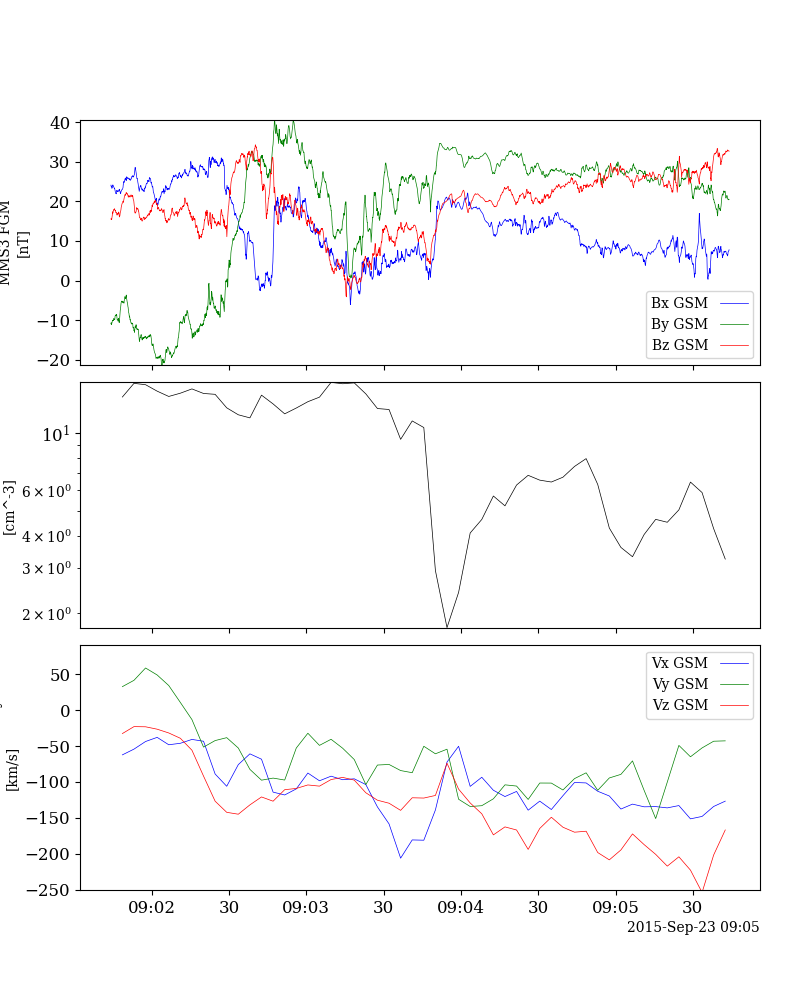 40
30
20
10
0
−10
−20
MMS3 FGM
[nT]
Bx GSM
By GSM
Bz GSM
10¹
6 × 10⁰
4 × 10⁰
3 × 10⁰
2 × 10⁰
[cm^-3]
50
0
−50
−100
−150
−200
−250
[km/s]
Vx GSM
Vy GSM
Vz GSM
09:02 30 09:03 30 09:04 30 09:05 30
2015-Sep-23 09:05